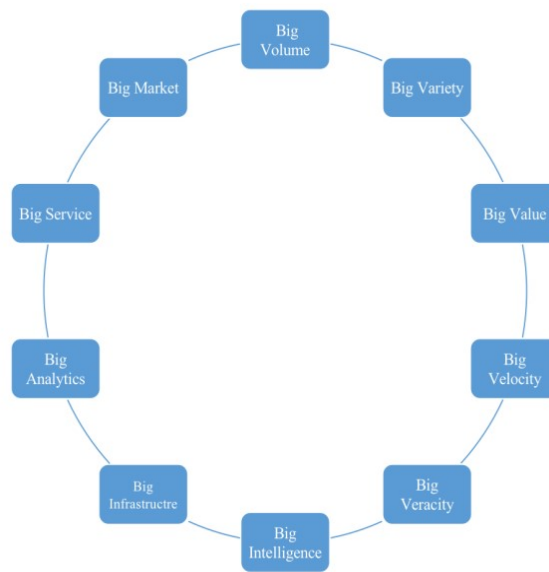 Big
Volume
Big Variety
Big Value
Big
Velocity
Big
Veracity
Big
Intelligence
Big
Infrastructre
Big
Analytics
Big Service
Big Market